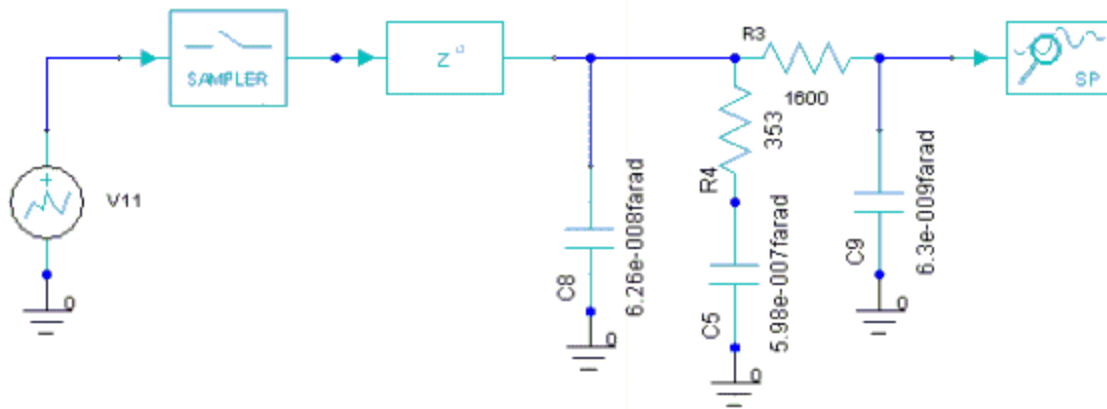 R3
SAMPLER
z^d
SP
1600
353
V11
R4
C8
6.26e-008farad
C5
5.98e-007farad
C9
6.3e-009farad
0
0
0
0